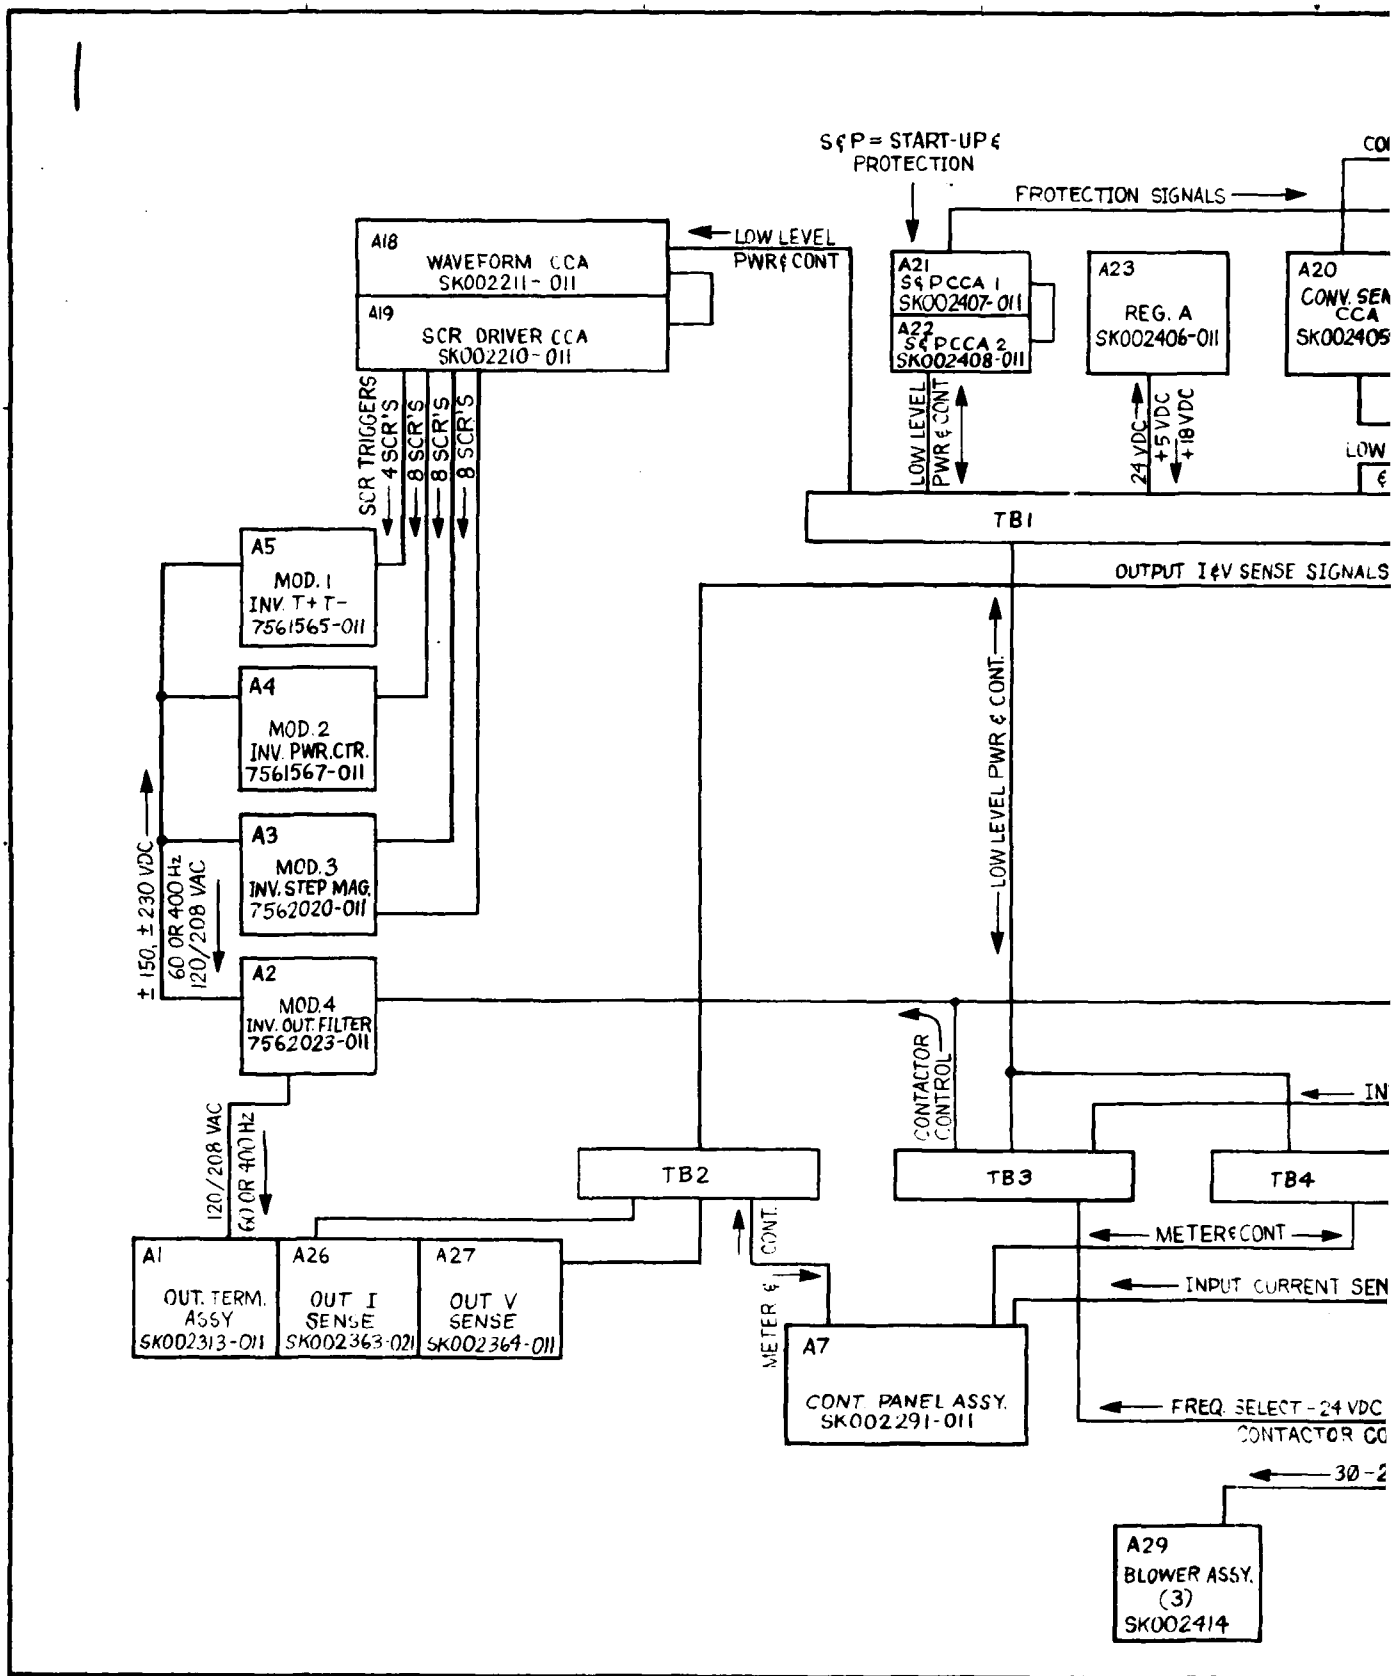 S&P = START-UP &
PROTECTION
PROTECTION SIGNALS
A18
WAVEFORM CCA
SK002211-011
A19
SCR DRIVER CCA
SK002210-011
LOW LEVEL
PWR & CONT
A21
S&P CCA 1
SK002407-011
A22
S&P CCA 2
SK002408-011
A23
REG. A
SK002406-011
A20
CONV. SEN
CCA
SK002405
SCR TRIGGERS
4 SCR'S
8 SCR'S
8 SCR'S
8 SCR'S
LOW LEVEL
PWR & CONT
24 VDC
+5 VDC
+18 VDC
LOW
&
TB1
OUTPUT I & V SENSE SIGNALS
A5
MOD. 1
INV. T+ T-
7561565-011
A4
MOD. 2
INV. PWR. CTR.
7561567-011
A3
MOD. 3
INV. STEP MAG.
7562020-011
LOW LEVEL PWR & CONT.
± 150, ± 230 VDC
60 OR 400 Hz
120/208 VAC
A2
MOD. 4
INV. OUT. FILTER
7562023-011
CONTACTOR
CONTROL
IN
120/208 VAC
60 OR 400 Hz
TB2
TB3
TB4
METER & CONT
A1
OUT. TERM.
ASSY
SK002313-011
A26
OUT I
SENSE
SK002363-021
A27
OUT V
SENSE
SK002364-011
METER & CONT.
INPUT CURRENT SEN
A7
CONT. PANEL ASSY.
SK002291-011
FREQ. SELECT - 24 VDC
CONTACTOR CO
30-2
A29
BLOWER ASSY.
(3)
SK002414